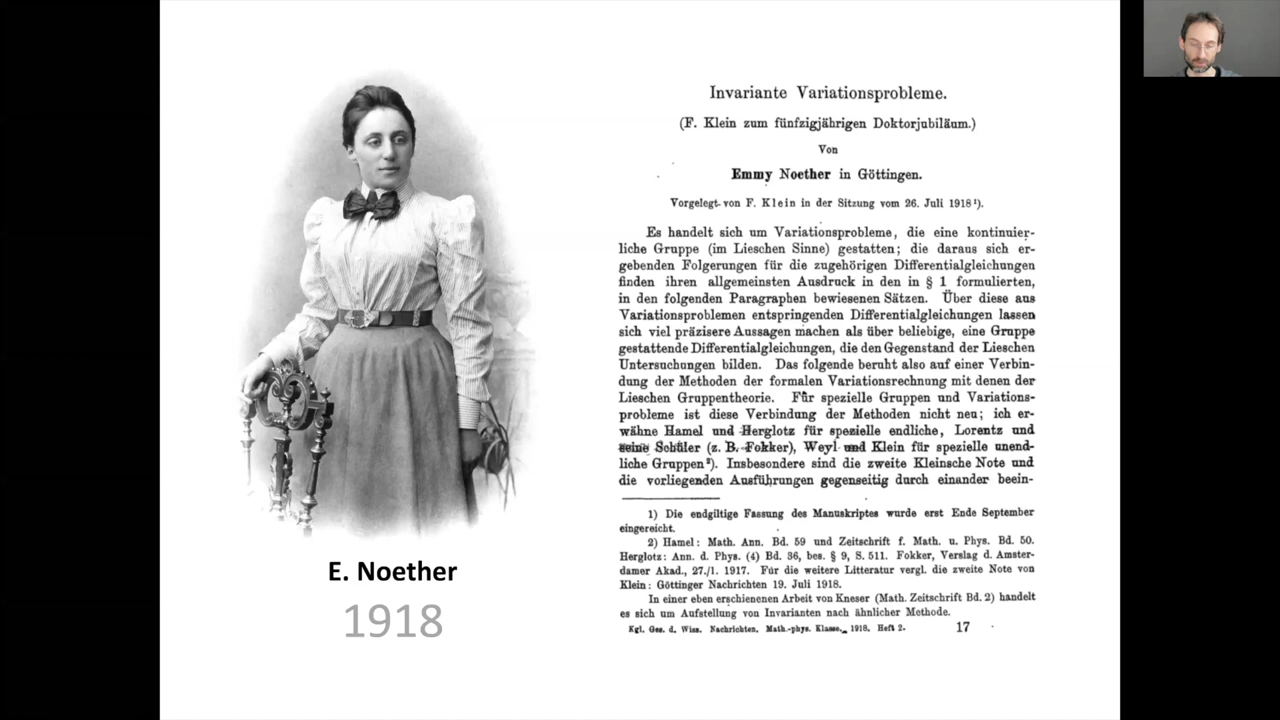 Invariante Variationsprobleme.
(F. Klein zum fünfzigjährigen Doktorjubiläum.)
Von
Emmy Noether in Göttingen.
Vorgelegt von F. Klein in der Sitzung vom 26. Juli 1918¹).
Es handelt sich um Variationsprobleme, die eine kontinuier-
liche Gruppe (im Lieschen Sinne) gestatten; die daraus sich er-
gebenden Folgerungen für die zugehörigen Differentialgleichungen
finden ihren allgemeinsten Ausdruck in den in § 1 formulierten,
in den folgenden Paragraphen bewiesenen Sätzen. Über diese aus
Variationsproblemen entspringenden Differentialgleichungen lassen
sich viel präzisere Aussagen machen als über beliebige, eine Gruppe
gestattende Differentialgleichungen, die den Gegenstand der Lieschen
Untersuchungen bilden. Das folgende beruht also auf einer Verbin-
dung der Methoden der formalen Variationsrechnung mit denen der
Lieschen Gruppentheorie. Für spezielle Gruppen und Variations-
probleme ist diese Verbindung der Methoden nicht neu; ich er-
wähne Hamel und Herglotz für spezielle endliche, Lorentz und
seine Schüler (z. B. Fokker), Weyl und Klein für spezielle unend-
liche Gruppen²). Insbesondere sind die zweite Kleinsche Note und
die vorliegenden Ausführungen gegenseitig durch einander beein-
1) Die endgiltige Fassung des Manuskriptes wurde erst Ende September
eingereicht.
2) Hamel: Math. Ann. Bd. 59 und Zeitschrift f. Math. u. Phys. Bd. 50.
Herglotz: Ann. d. Phys. (4) Bd. 36, bes. § 9, S. 511. Fokker, Verslag d. Amster-
damer Akad., 27./1. 1917. Für die weitere Litteratur vergl. die zweite Note von
Klein: Göttinger Nachrichten 19. Juli 1918.
In einer eben erschienenen Arbeit von Kneser (Math. Zeitschrift Bd. 2) handelt
es sich um Aufstellung von Invarianten nach ähnlicher Methode.
Kgl. Ges. d. Wiss. Nachrichten. Math.-phys. Klasse. 1918. Heft 2. 17
E. Noether
1918